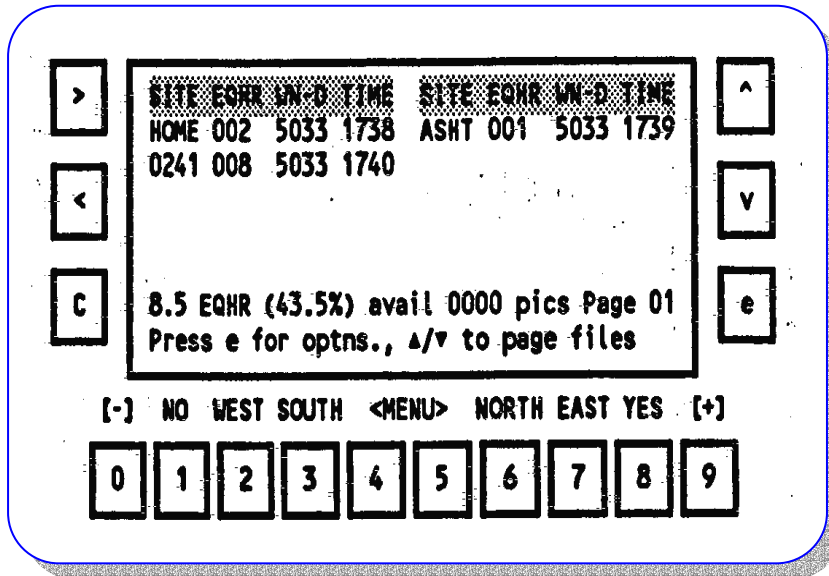 SITE EQHR WN-D TIME SITE EQHR WN-D TIME
> HOME 002 5033 1738 ASHT 001 5033 1739 ^
0241 008 5033 1740
< v
C 8.5 EQHR (43.5%) avail 0000 pics Page 01 e
Press e for optns., ▲/▼ to page files
[-] NO WEST SOUTH <MENU> NORTH EAST YES [+]
0 1 2 3 4 5 6 7 8 9